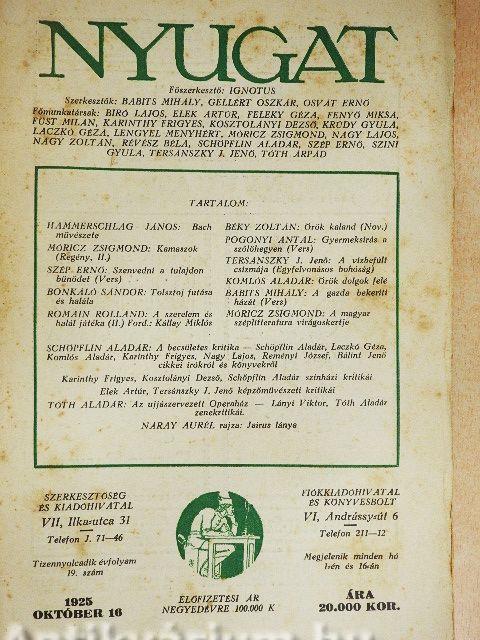 NYUGAT
Főszerkesztő: IGNOTUS
Szerkesztők: BABITS MIHÁLY, GELLÉRT OSZKÁR, OSVÁT ERNŐ
Főmunkatársak: BIRÓ LAJOS, ELEK ARTUR, FELEKY GÉZA, FENYŐ MIKSA,
FÜST MILÁN, KARINTHY FRIGYES, KOSZTOLÁNYI DEZSŐ, KRÚDY GYULA,
LACZKÓ GÉZA, LENGYEL MENYHÉRT, MÓRICZ ZSIGMOND, NAGY LAJOS,
NAGY ZOLTÁN, RÉVÉSZ BÉLA, SCHÖPFLIN ALADÁR, SZÉP ERNŐ, SZINI
GYULA, TERSÁNSZKY J. JENŐ, TÓTH ÁRPÁD
TARTALOM:
HAMMERSCHLAG JÁNOS: Bach
művészete
MÓRICZ ZSIGMOND: Kamaszok
(Regény, II.)
SZÉP ERNŐ: Szenvedni a tulajdon
bűnödet (Vers)
BONKÁLÓ SÁNDOR: Tolsztoj futása
és halála
ROMAIN ROLLAND: A szerelem és
halál játéka (II.) Ford.: Kállay Miklós
BÉKY ZOLTÁN: Örök kaland (Nov.)
POGONYI ANTAL: Gyermeksirás a
szőlőhegyen (Vers)
TERSÁNSZKY J. Jenő: A vízbefult
csizmája (Egyfelvonásos bohóság)
KOMLÓS ALADÁR: Örök dolgok felé
BABITS MIHÁLY: A gazda bekeriti
házát (Vers)
MÓRICZ ZSIGMOND: A magyar
széplitteratura virágoskertje
SCHÖPFLIN ALADÁR: A becsületes kritika — Schöpflin Aladár, Laczkó Géza,
Komlós Aladár, Karinthy Frigyes, Nagy Lajos, Reményi József, Bálint Jenő
cikkei irókról és könyvekről
Karinthy Frigyes, Kosztolányi Dezső, Schöpflin Aladár szinházi kritikái
Elek Artúr, Tersánszky J. Jenő képzőművészeti kritikái
TÓTH ALADÁR: Az ujjászervezett Operaház — Lányi Viktor, Tóth Aladár
zenekritikái.
NÁRAY AURÉL rajza: Jairus lánya
SZERKESZTŐSÉG
ÉS KIADÓHIVATAL
VII, Ilka-utca 31
Telefon J. 71—46
Tizennyolcadik évfolyam
19. szám
FIÓKKIADÓHIVATAL
ÉS KÖNYVESBOLT
VI, Andrássy-út 6
Telefon 211—12
Megjelenik minden hó
1-én és 16-án
1925
OKTÓBER 16
ELŐFIZETÉSI ÁR
NEGYEDÉVRE 100.000 K
ÁRA
20.000 KOR.